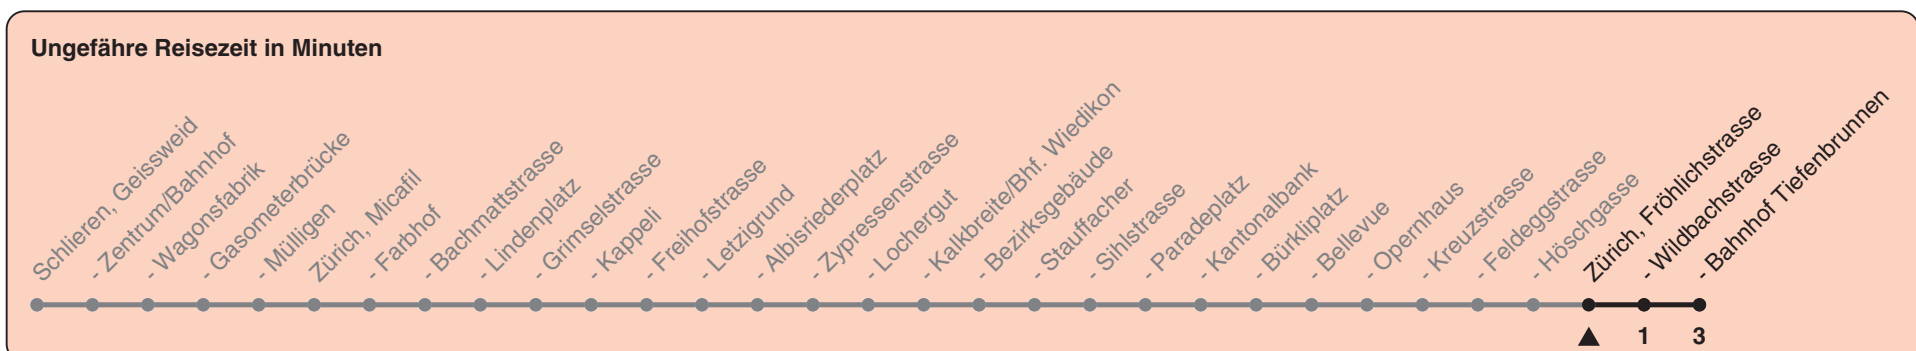 Ungefähre Reisezeit in Minuten
Schlieren, Geissweid
- Zentrum/Bahnhof
- Wagonsfabrik
- Gasometerbrücke
- Mülligen
Zürich, Micafil
- Farbhof
- Bachmattstrasse
- Lindenplatz
- Grimselstrasse
- Kappeli
- Freihofstrasse
- Letzigrund
- Albisriederplatz
- Zypressenstrasse
- Lochergut
- Kalkbreite/Bhf. Wiedikon
- Bezirksgebäude
- Stauffacher
- Sihlstrasse
- Paradeplatz
- Kantonalbank
- Bürkliplatz
- Bellevue
- Opernhaus
- Kreuzstrasse
- Feldeggstrasse
- Höschgasse
Zürich, Fröhlichstrasse
- Wildbachstrasse
- Bahnhof Tiefenbrunnen
1 3